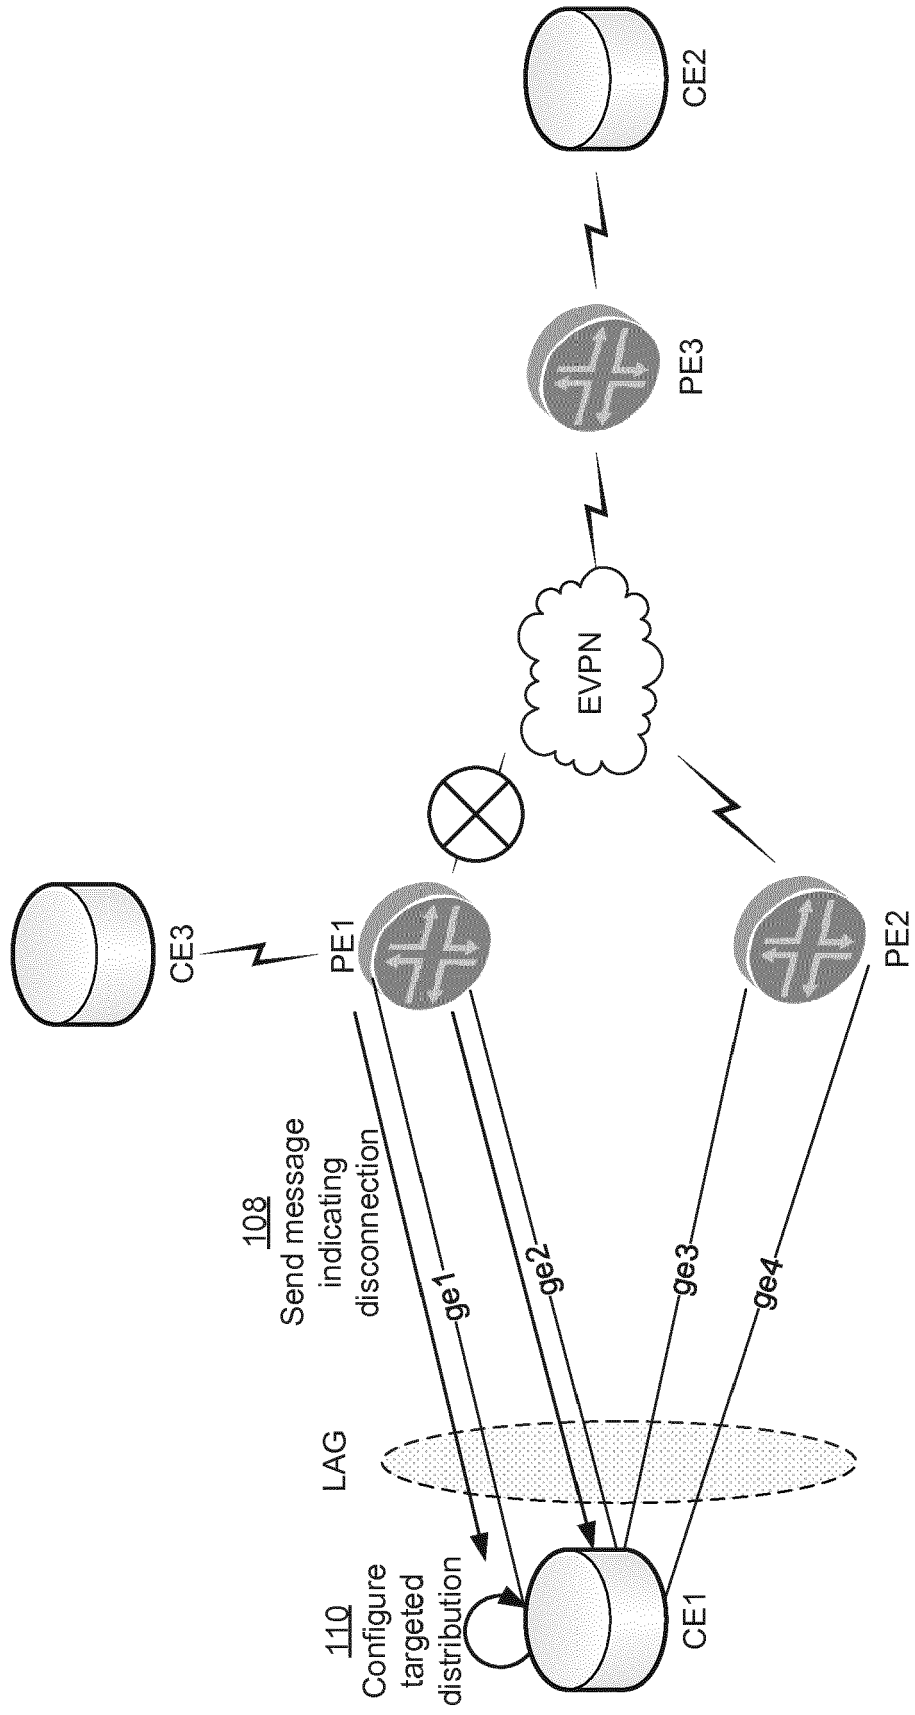 CE3
PE1
108
Send message
indicating
disconnection
110
Configure
targeted
distribution
LAG
ge1
ge2
ge3
ge4
CE1
PE2
EVPN
PE3
CE2